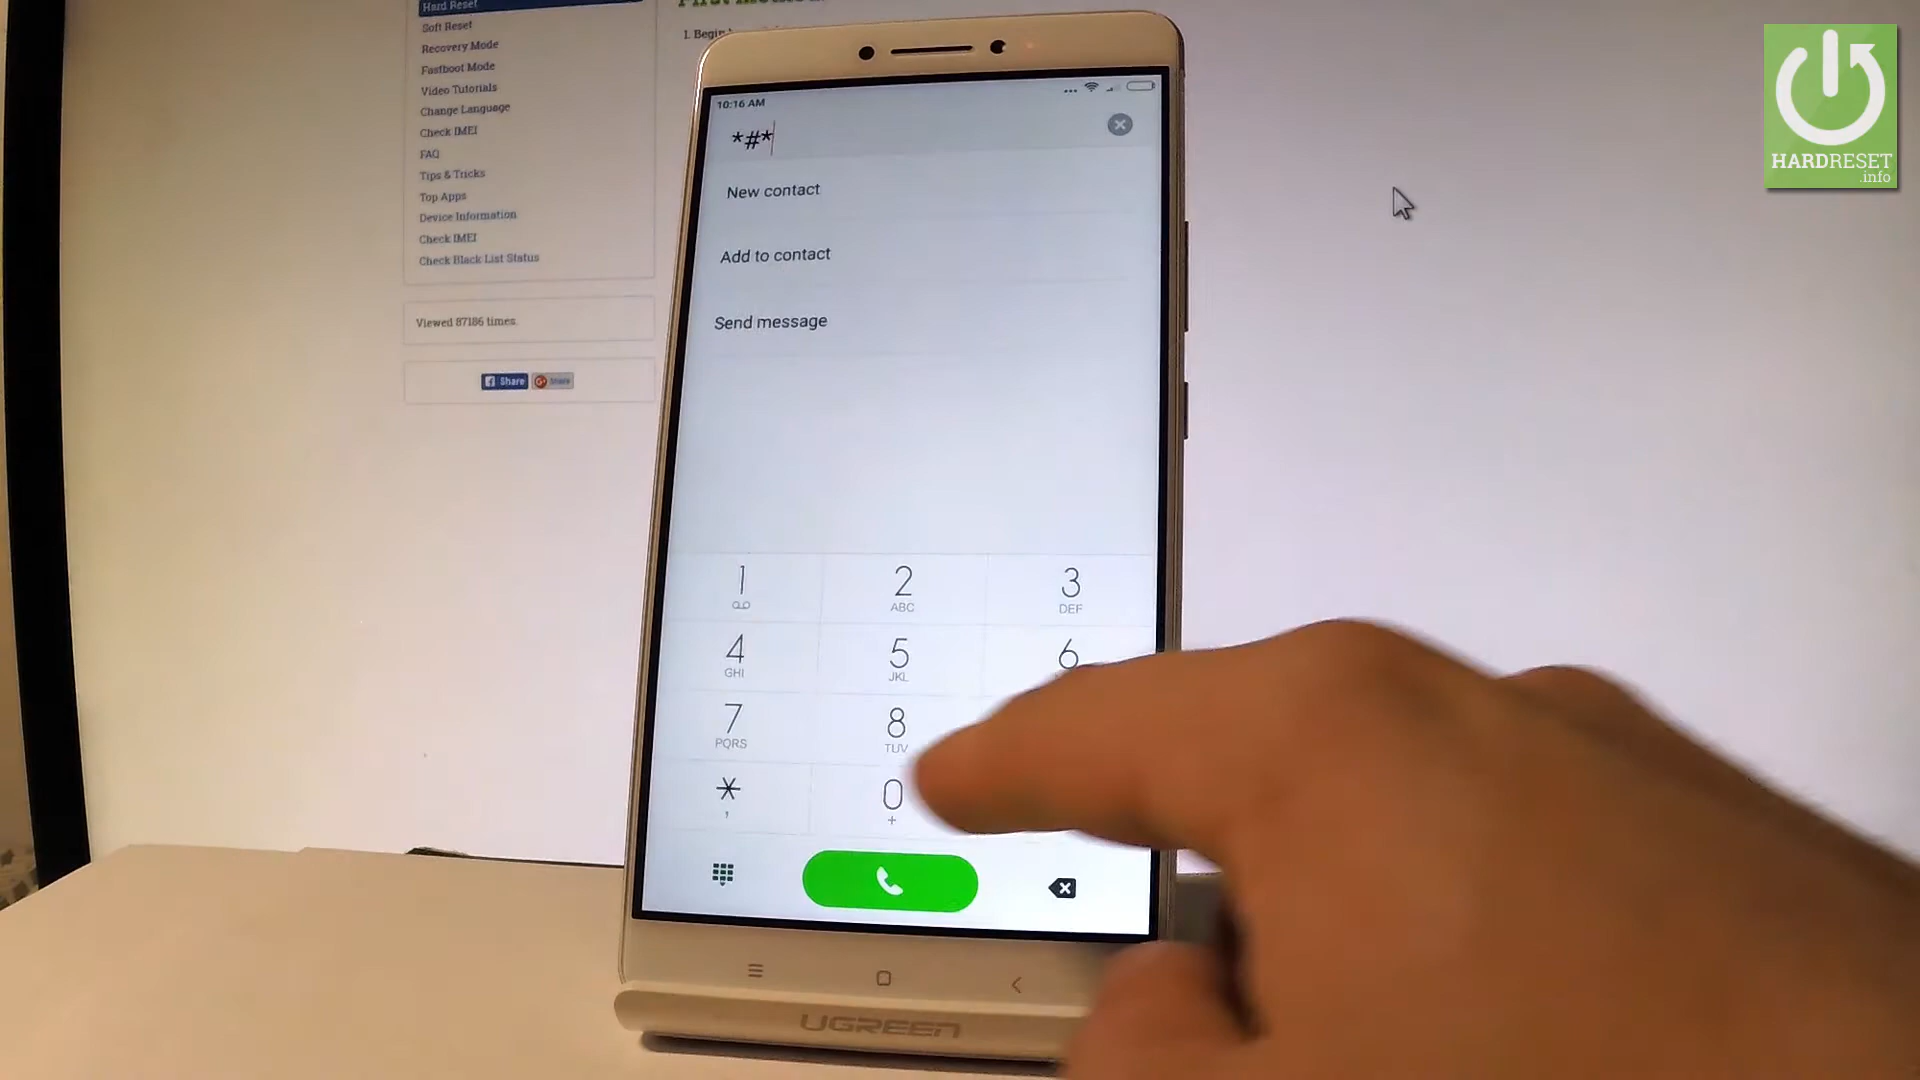 Hard Reset
Soft Reset
Recovery Mode
Fastboot Mode
Video Tutorials
Change Language
Check IMEI
FAQ
Tips & Tricks
Top Apps
Device Information
Check IMEI
Check Black List Status
Viewed 87186 times.
Share
Share
1. Begin
10:16 AM
*#*
New contact
Add to contact
Send message
1 2 3
ABC DEF
4 5 6
GHI JKL
7 8
PQRS TUV
* 0
, +
UGREEN
HARDRESET
.info